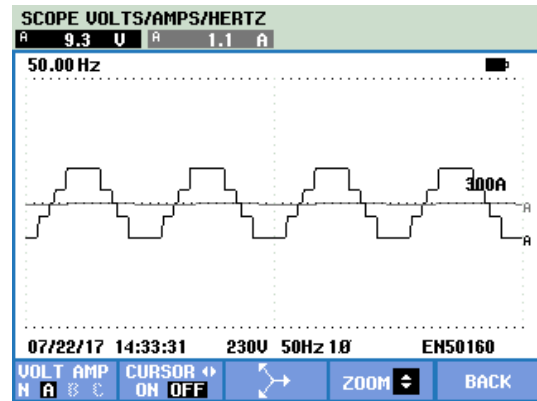 SCOPE VOLTS/AMPS/HERTZ
A 9.3 V A 1.1 A
50.00 Hz
300A
A
A
07/22/17 14:33:31 230V 50Hz 1Ø EN50160
VOLT AMP CURSOR ZOOM BACK
N A B C ON OFF